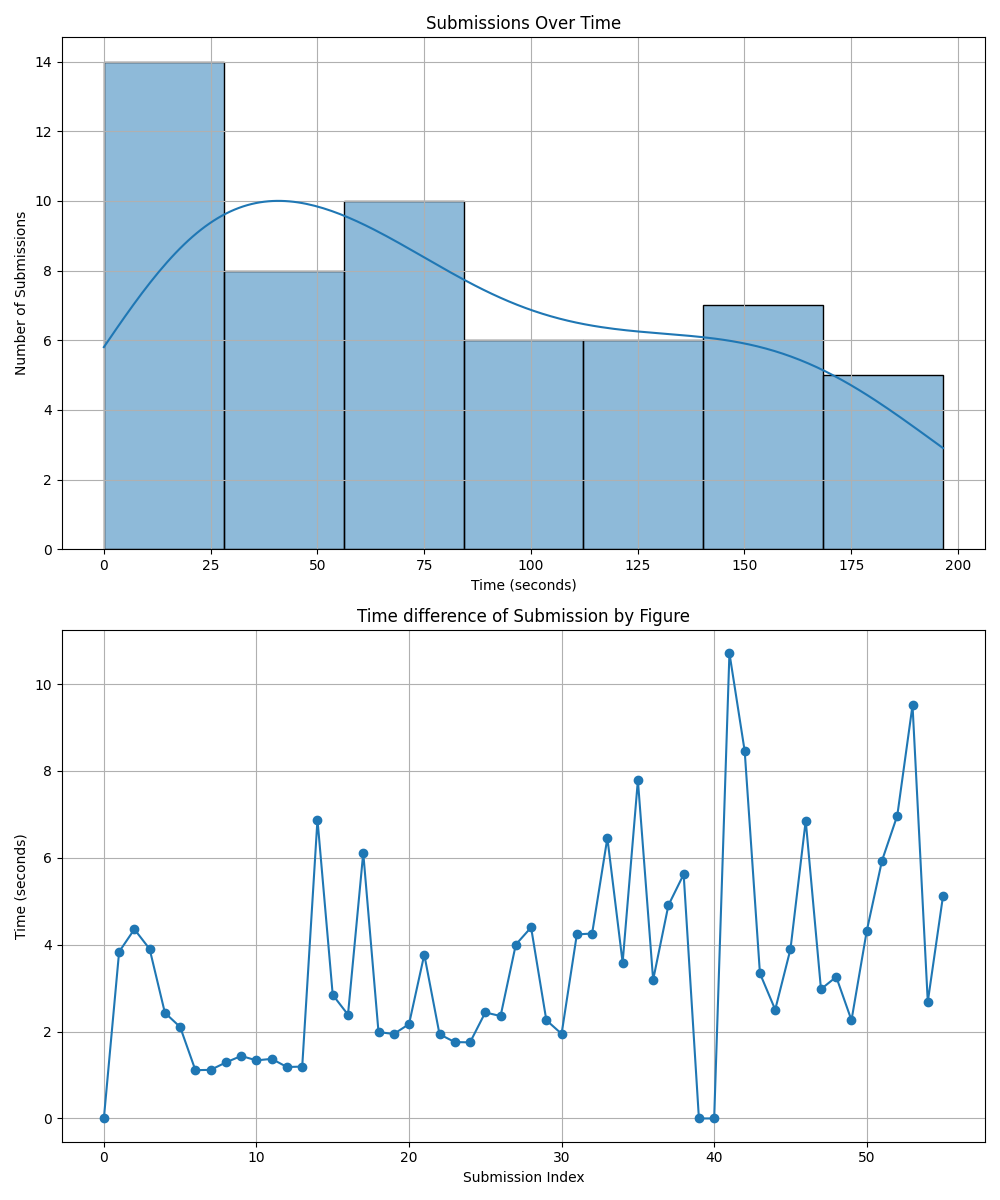 Submissions Over Time
Number of Submissions
14
12
10
8
6
4
2
0
0 25 50 75 100 125 150 175 200
Time (seconds)
Time difference of Submission by Figure
Time (seconds)
10
8
6
4
2
0
0 10 20 30 40 50
Submission Index